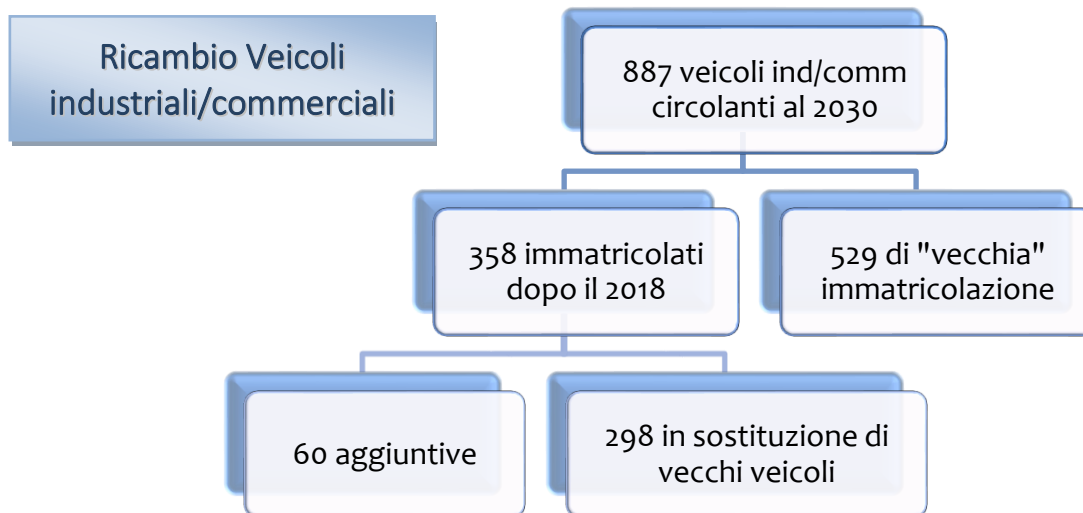 Ricambio Veicoli
industriali/commerciali
887 veicoli ind/comm
circolanti al 2030
358 immatricolati
dopo il 2018
529 di "vecchia"
immatricolazione
60 aggiuntive
298 in sostituzione di
vecchi veicoli